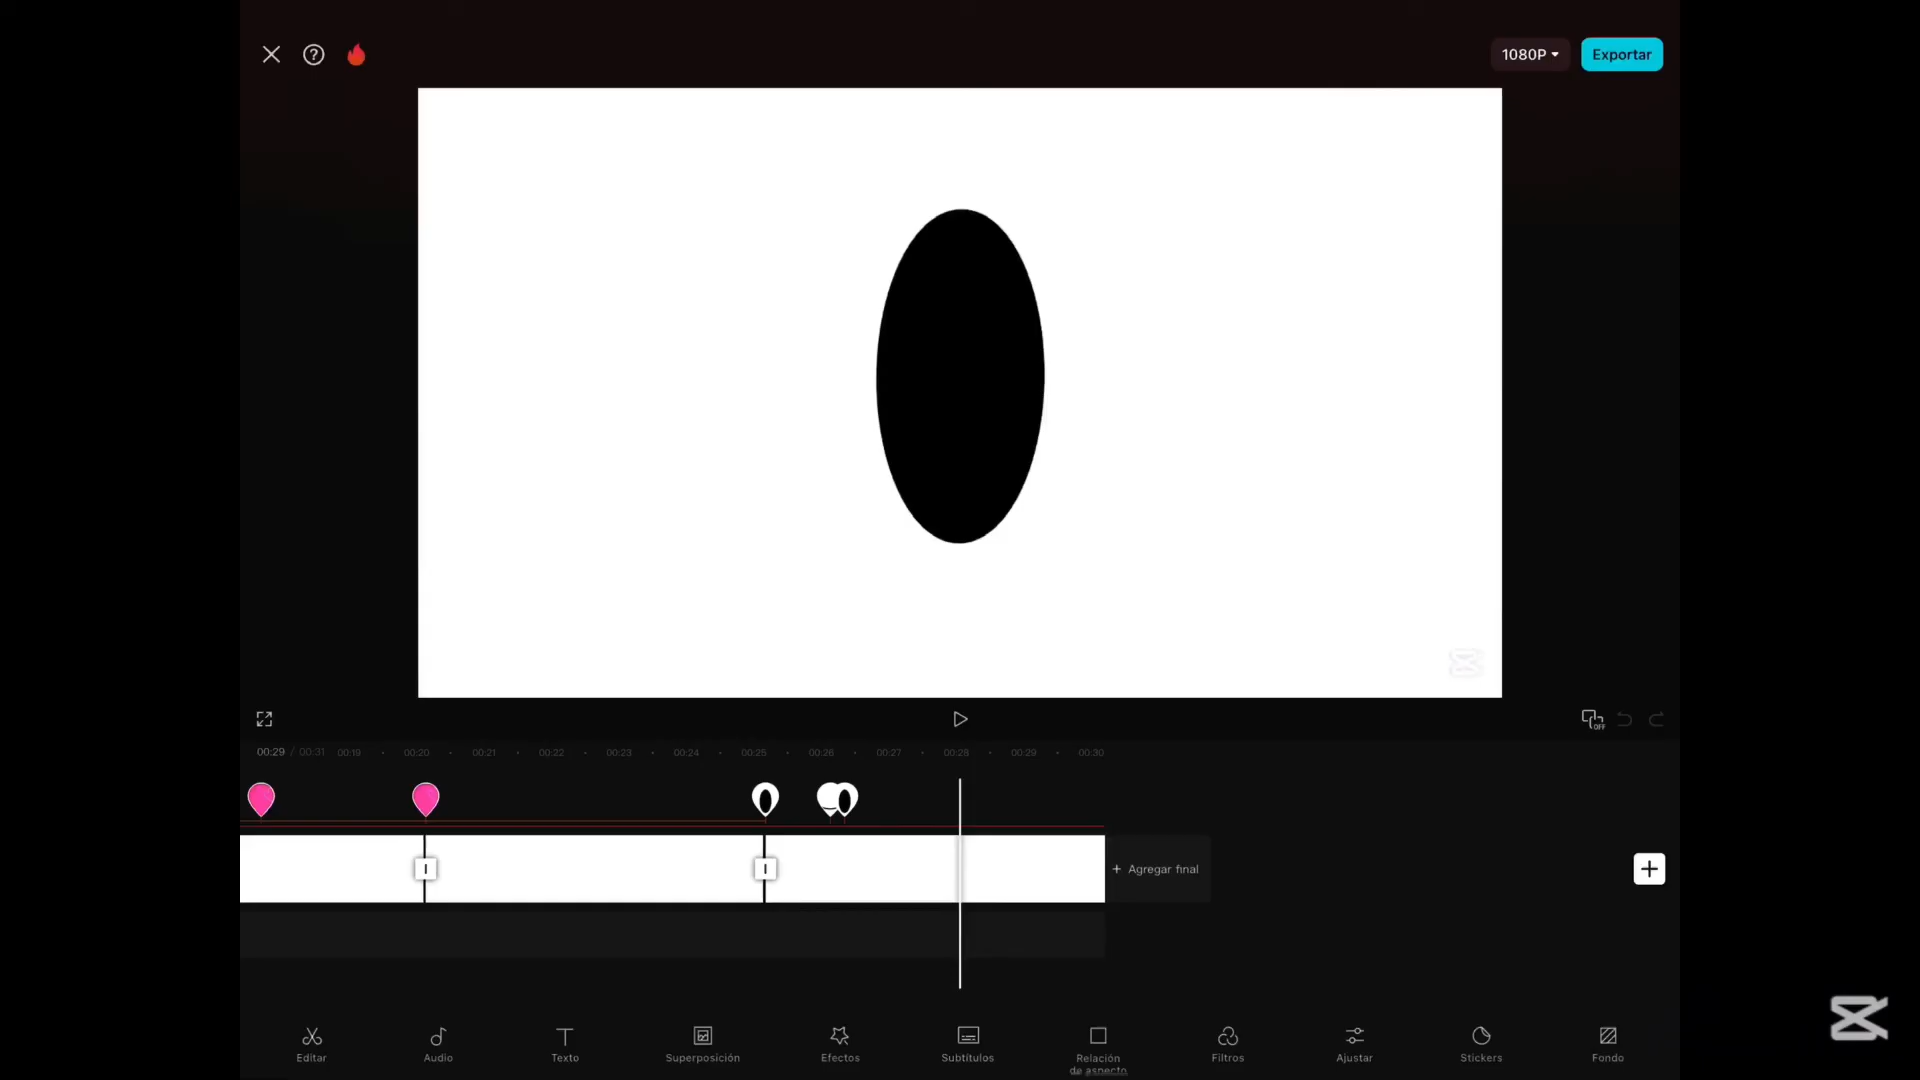 1080P
Exportar
00:29 / 00:31 00:19 00:20 00:21 00:22 00:23 00:24 00:25 00:26 00:27 00:28 00:29 00:30
+ Agregar final
Editar Audio Texto Superposición Efectos Subtítulos Relación de aspecto Filtros Ajustar Stickers Fondo
OFF